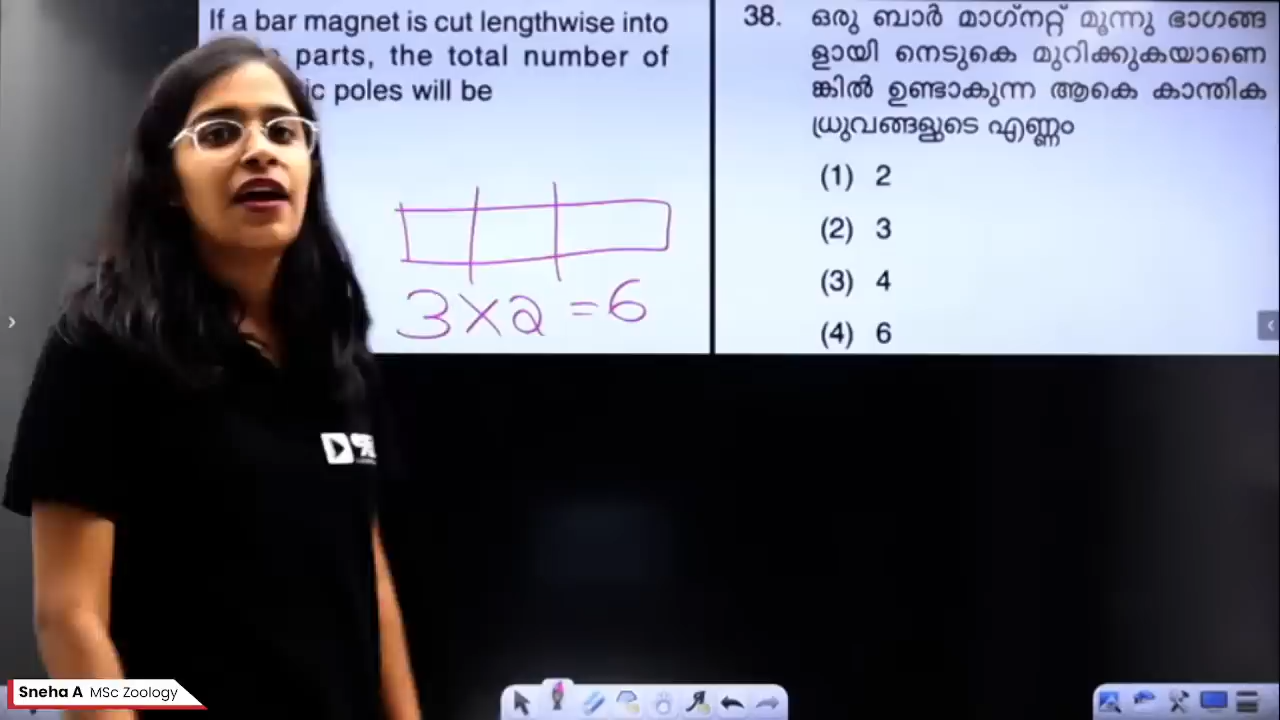 If a bar magnet is cut lengthwise into
parts, the total number of
poles will be
3×2 =6
38. ഒരു ബാർ മാഗ്നറ്റ് മൂന്നു ഭാഗങ്ങ
ളായി നെടുകെ മുറിക്കുകയാണെ
ങ്കിൽ ഉണ്ടാകുന്ന ആകെ കാന്തിക
ധ്രുവങ്ങളുടെ എണ്ണം
(1) 2
(2) 3
(3) 4
(4) 6
Sneha A MSc Zoology